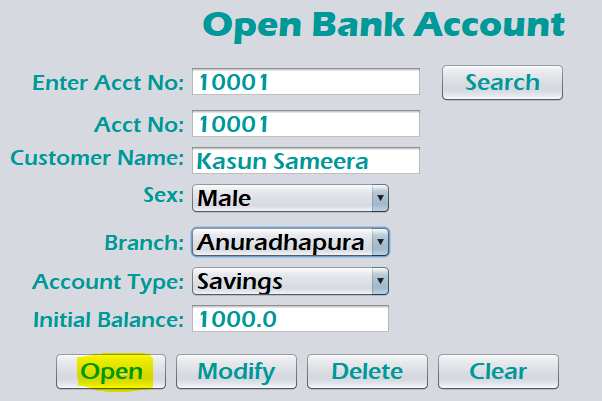 Open Bank Account
Enter Acct No: 10001 Search
Acct No: 10001
Customer Name: Kasun Sameera
Sex: Male
Branch: Anuradhapura
Account Type: Savings
Initial Balance: 1000.0
Open Modify Delete Clear